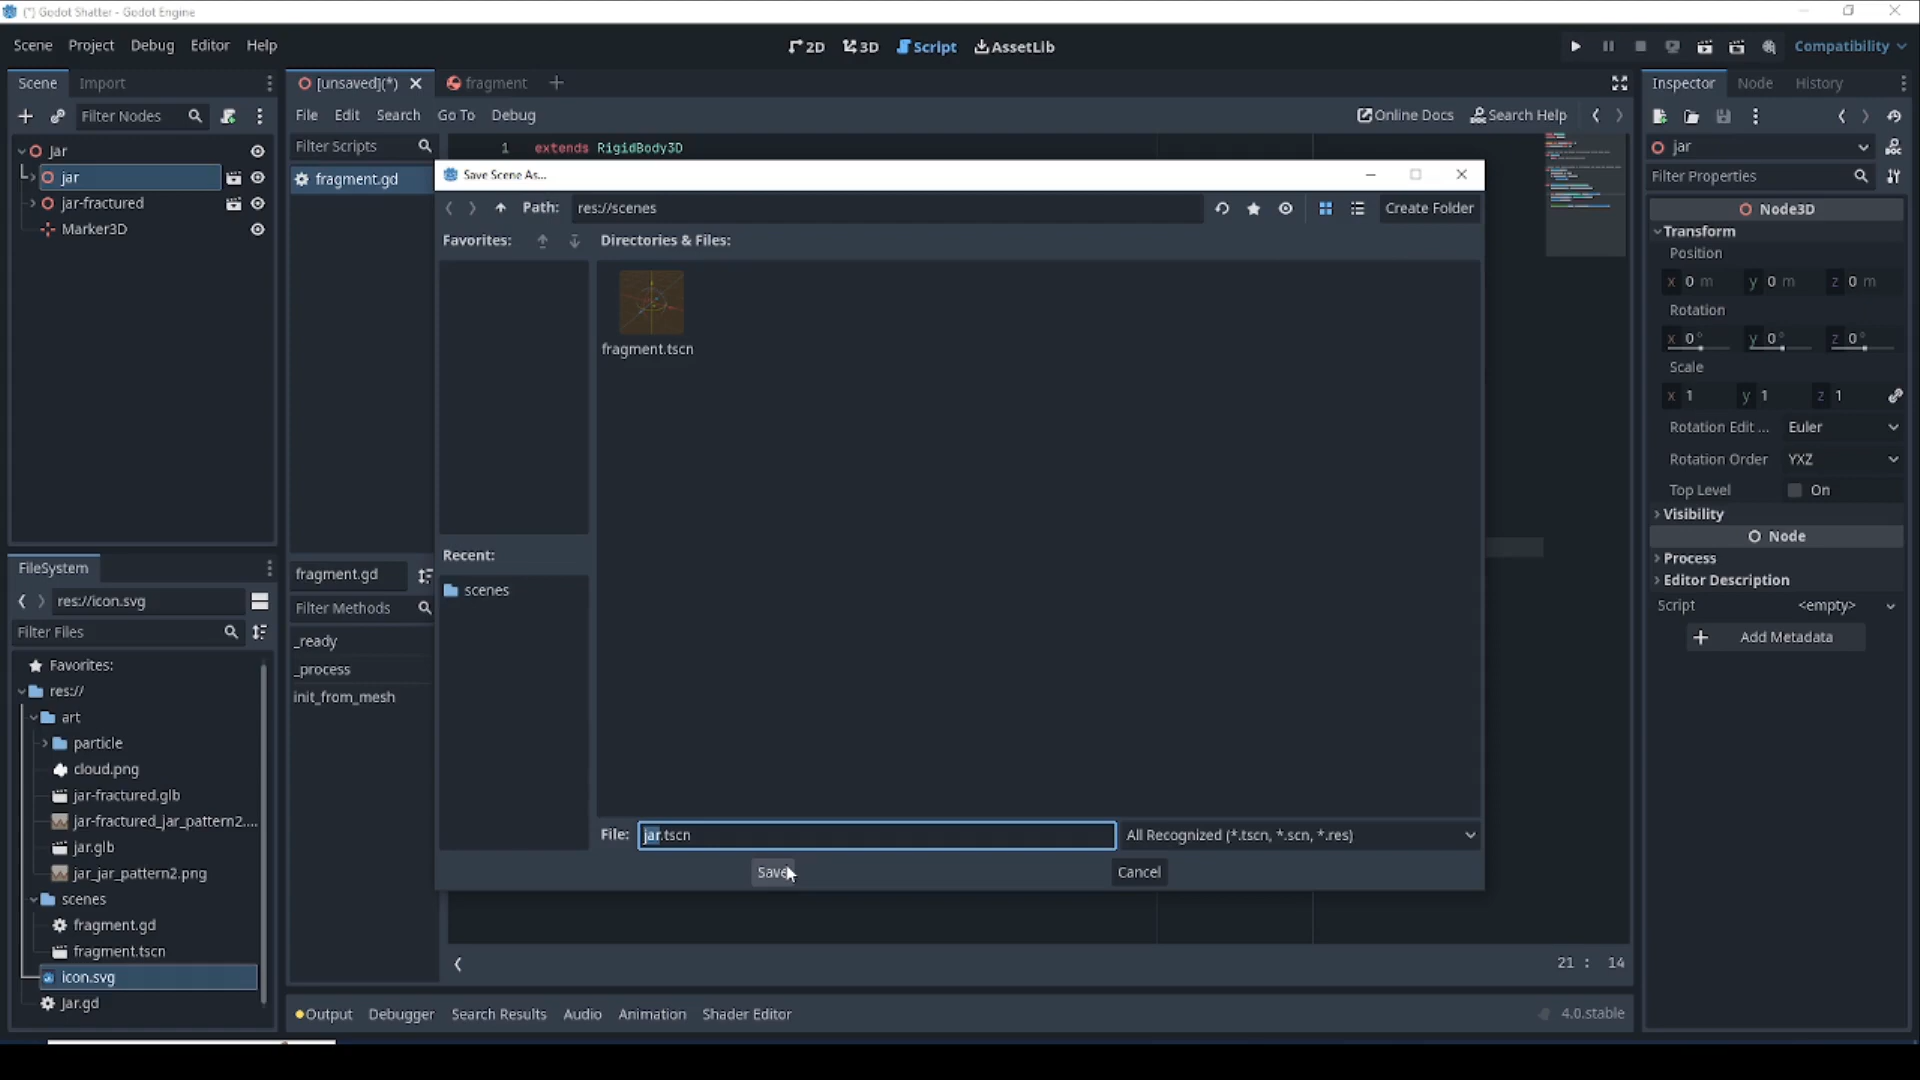 (*) Godot Shatter - Godot Engine
Scene Project Debug Editor Help
2D 3D Script AssetLib
Compatibility
Scene Import
[unsaved](*) fragment
Inspector Node History
Filter Nodes
File Edit Search Go To Debug
Online Docs Search Help
Jar
jar
jar-fractured
Marker3D
Filter Scripts
fragment.gd
1 extends RigidBody3D
Save Scene As...
Path: res://scenes
Create Folder
Favorites:
Directories & Files:
fragment.tscn
Recent:
scenes
File: jar.tscn
All Recognized (*.tscn, *.scn, *.res)
Save
Cancel
jar
Filter Properties
Node3D
Transform
Position
x 0 m y 0 m z 0 m
Rotation
x 0° y 0° z 0°
Scale
x 1 y 1 z 1
Rotation Edit ... Euler
Rotation Order YXZ
Top Level On
Visibility
Node
Process
Editor Description
Script <empty>
Add Metadata
FileSystem
res://icon.svg
Filter Files
Favorites:
res://
art
particle
cloud.png
jar-fractured.glb
jar-fractured_jar_pattern2....
jar.glb
jar_jar_pattern2.png
scenes
fragment.gd
fragment.tscn
icon.svg
Jar.gd
fragment.gd
Filter Methods
_ready
_process
init_from_mesh
21 : 14
Output Debugger Search Results Audio Animation Shader Editor
4.0.stable